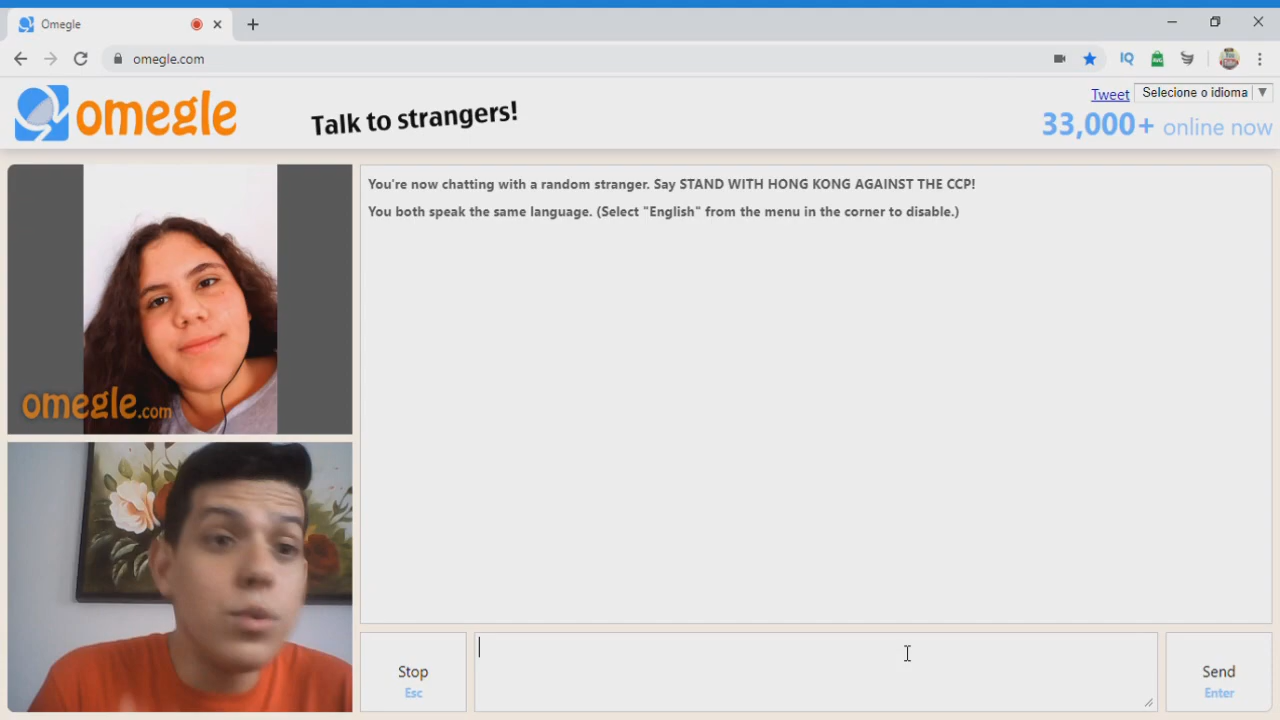 Omegle
omegle.com
IQ
AVG
omegle
Talk to strangers!
Tweet
Selecione o idioma
33,000+ online now
You're now chatting with a random stranger. Say STAND WITH HONG KONG AGAINST THE CCP!
You both speak the same language. (Select "English" from the menu in the corner to disable.)
omegle.com
Stop
Esc
Send
Enter